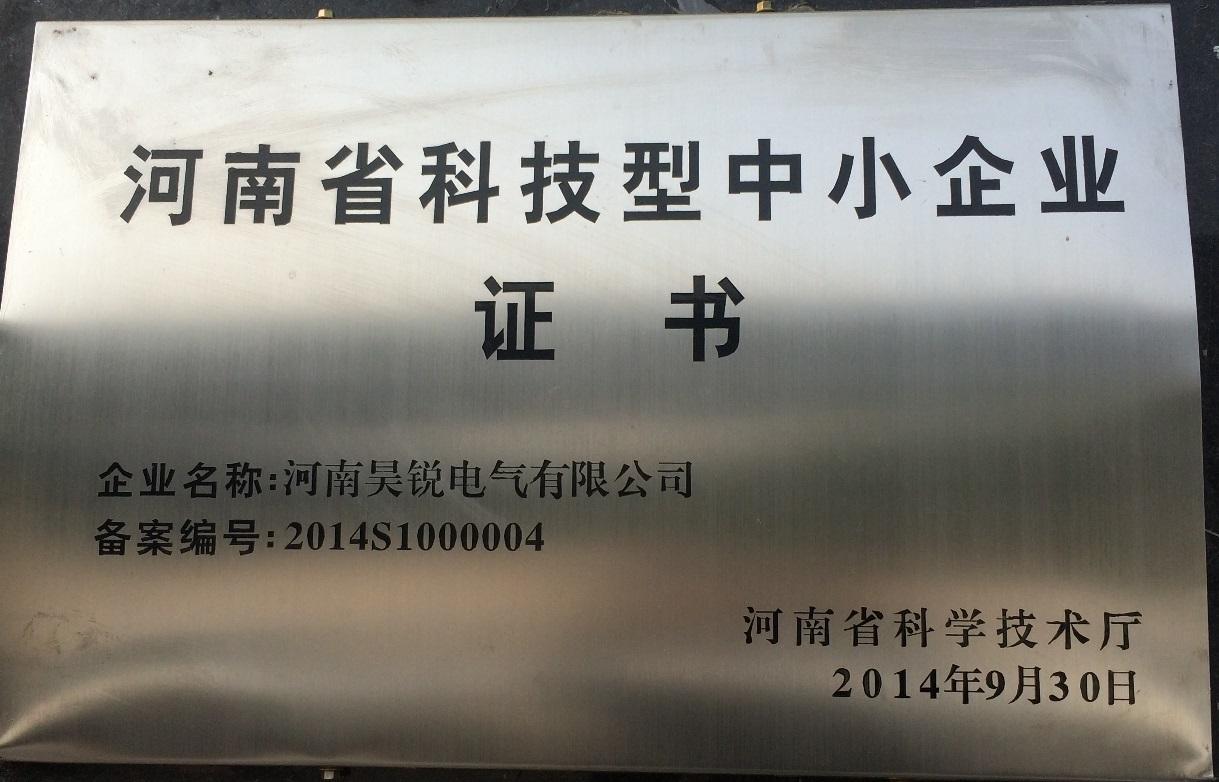 河南省科技型中小企业
证 书
企业名称:河南昊锐电气有限公司
备案编号:2014S1000004
河南省科学技术厅
2014年9月30日